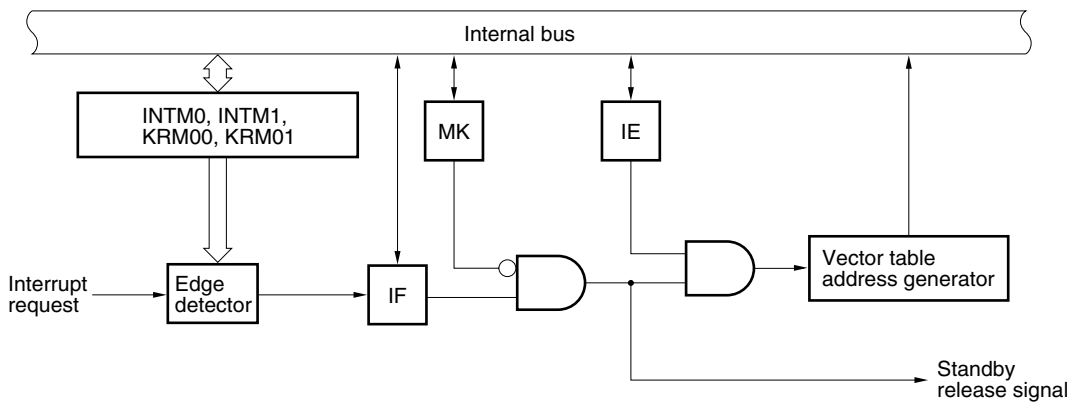 Internal bus
INTM0, INTM1,
KRM00, KRM01
MK
IE
Interrupt
request
Edge
detector
IF
Vector table
address generator
Standby
release signal